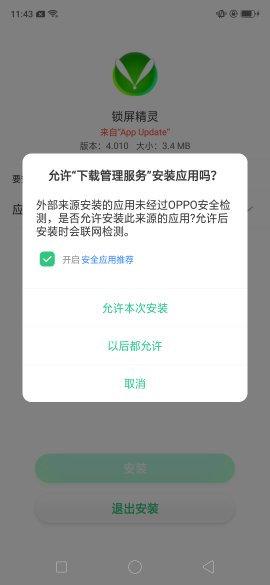 11:43
锁屏精灵
来自"App Update"
版本：4.010 大小：3.4 MB
允许"下载管理服务"安装应用吗？
外部来源安装的应用未经过OPPO安全检
测，是否允许安装此来源的应用?允许后
安装时会联网检测。
开启 安全应用推荐
允许本次安装
以后都允许
取消
安装
退出安装